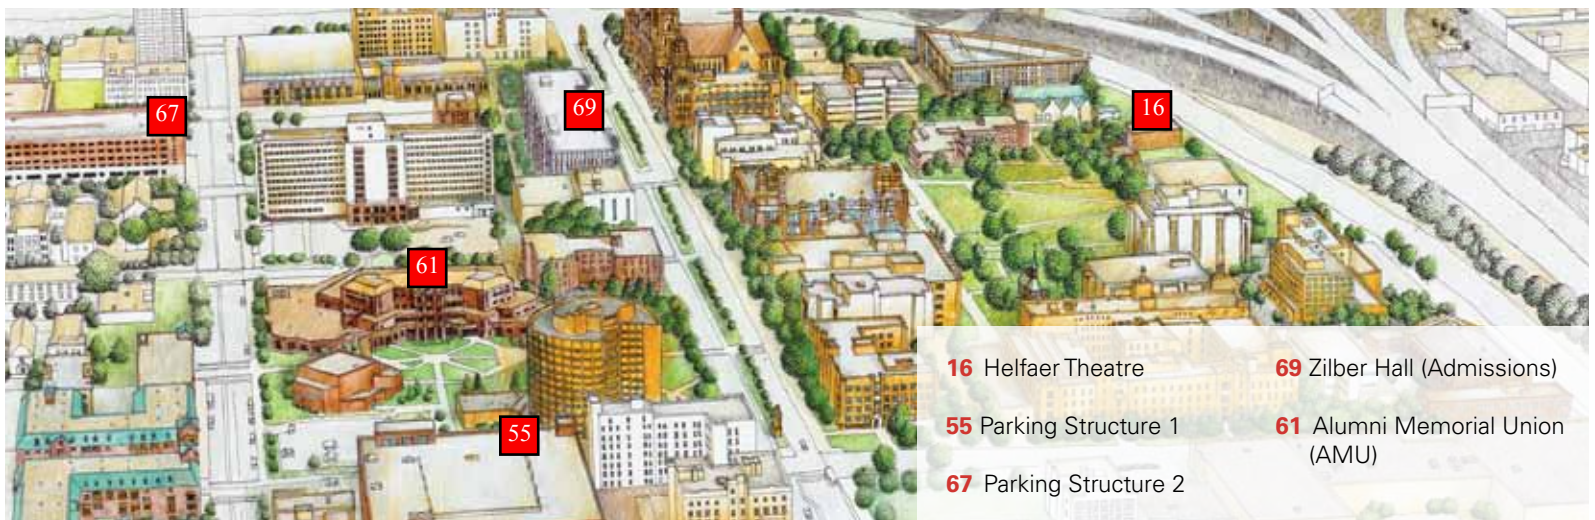 67
69
16
61
55
16 Helfaer Theatre
55 Parking Structure 1
67 Parking Structure 2
69 Zilber Hall (Admissions)
61 Alumni Memorial Union
(AMU)